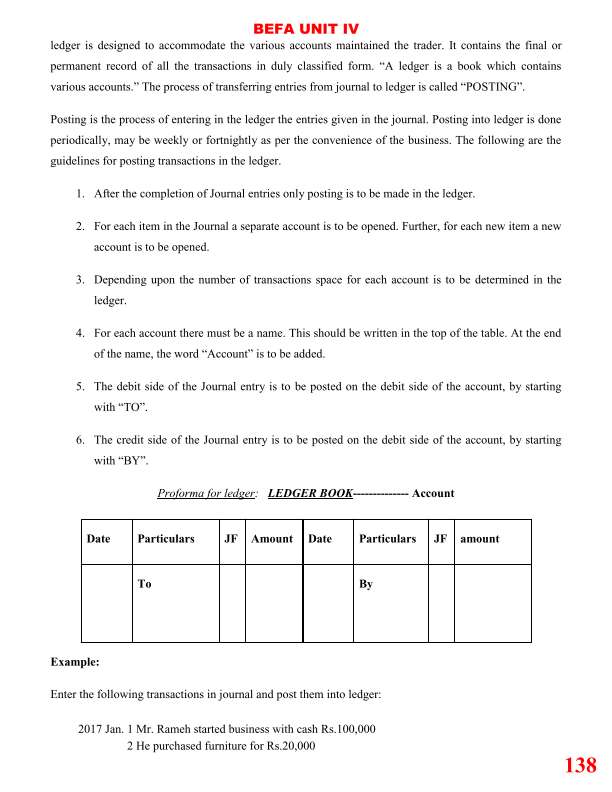 BEFA UNIT IV
ledger is designed to accommodate the various accounts maintained the trader. It contains the final or
permanent record of all the transactions in duly classified form. “A ledger is a book which contains
various accounts.” The process of transferring entries from journal to ledger is called “POSTING”.
Posting is the process of entering in the ledger the entries given in the journal. Posting into ledger is done
periodically, may be weekly or fortnightly as per the convenience of the business. The following are the
guidelines for posting transactions in the ledger.
1. After the completion of Journal entries only posting is to be made in the ledger.
2. For each item in the Journal a separate account is to be opened. Further, for each new item a new
account is to be opened.
3. Depending upon the number of transactions space for each account is to be determined in the
ledger.
4. For each account there must be a name. This should be written in the top of the table. At the end
of the name, the word “Account” is to be added.
5. The debit side of the Journal entry is to be posted on the debit side of the account, by starting
with “TO”.
6. The credit side of the Journal entry is to be posted on the debit side of the account, by starting
with “BY”.
Proforma for ledger: LEDGER BOOK-------------- Account
Date Particulars JF Amount Date Particulars JF amount
To By
Example:
Enter the following transactions in journal and post them into ledger:
2017 Jan. 1 Mr. Rameh started business with cash Rs.100,000
2 He purchased furniture for Rs.20,000
138